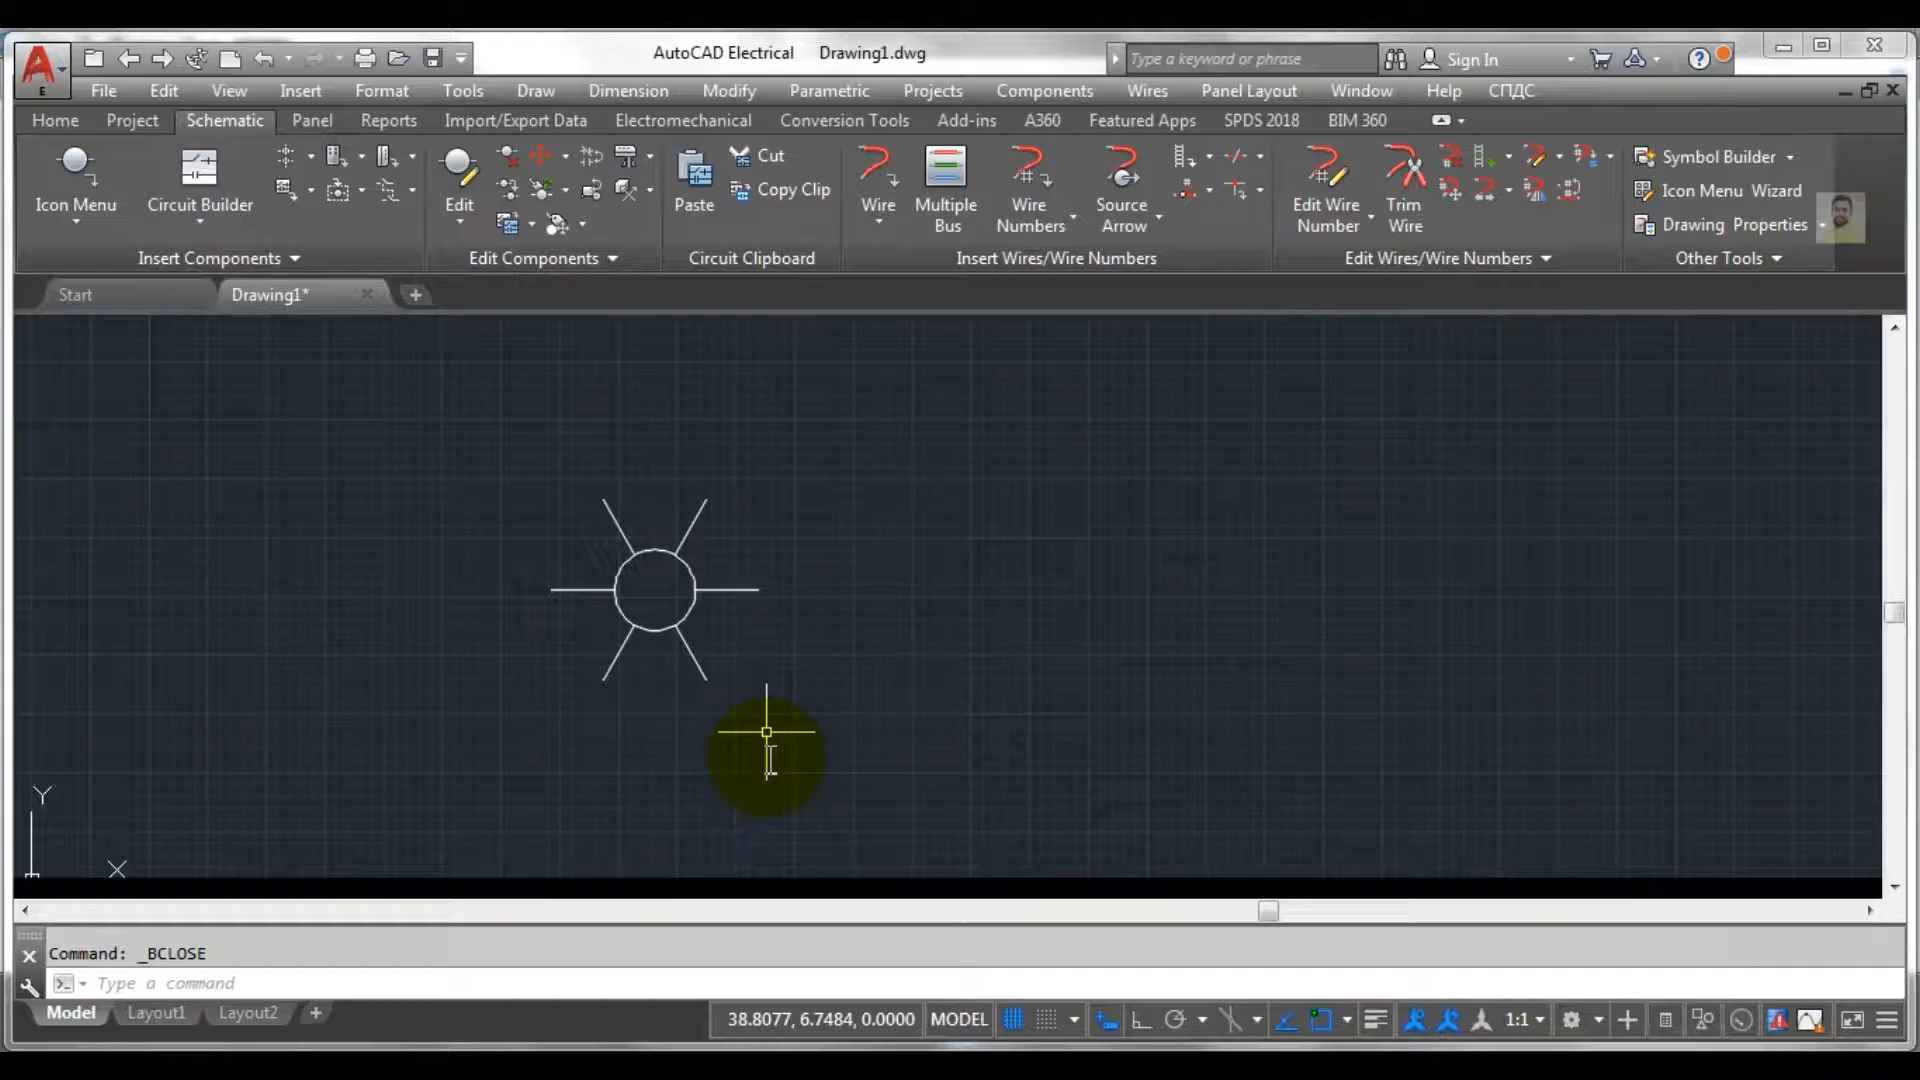 AutoCAD Electrical Drawing1.dwg
Type a keyword or phrase
Sign In
E
File Edit View Insert Format Tools Draw Dimension Modify Parametric Projects Components Wires Panel Layout Window Help СПДС
Home Project Schematic Panel Reports Import/Export Data Electromechanical Conversion Tools Add-ins A360 Featured Apps SPDS 2018 BIM 360
Icon Menu
Circuit Builder
Insert Components
Edit
Edit Components
Paste
Cut
Copy Clip
Circuit Clipboard
Wire
Multiple
Bus
Wire
Numbers
Source
Arrow
Insert Wires/Wire Numbers
Edit Wire
Number
Trim
Wire
Edit Wires/Wire Numbers
Symbol Builder
Icon Menu Wizard
Drawing Properties
Other Tools
Start
Drawing1*
Y
X
Command: _BCLOSE
Type a command
Model Layout1 Layout2
38.8077, 6.7484, 0.0000 MODEL 1:1